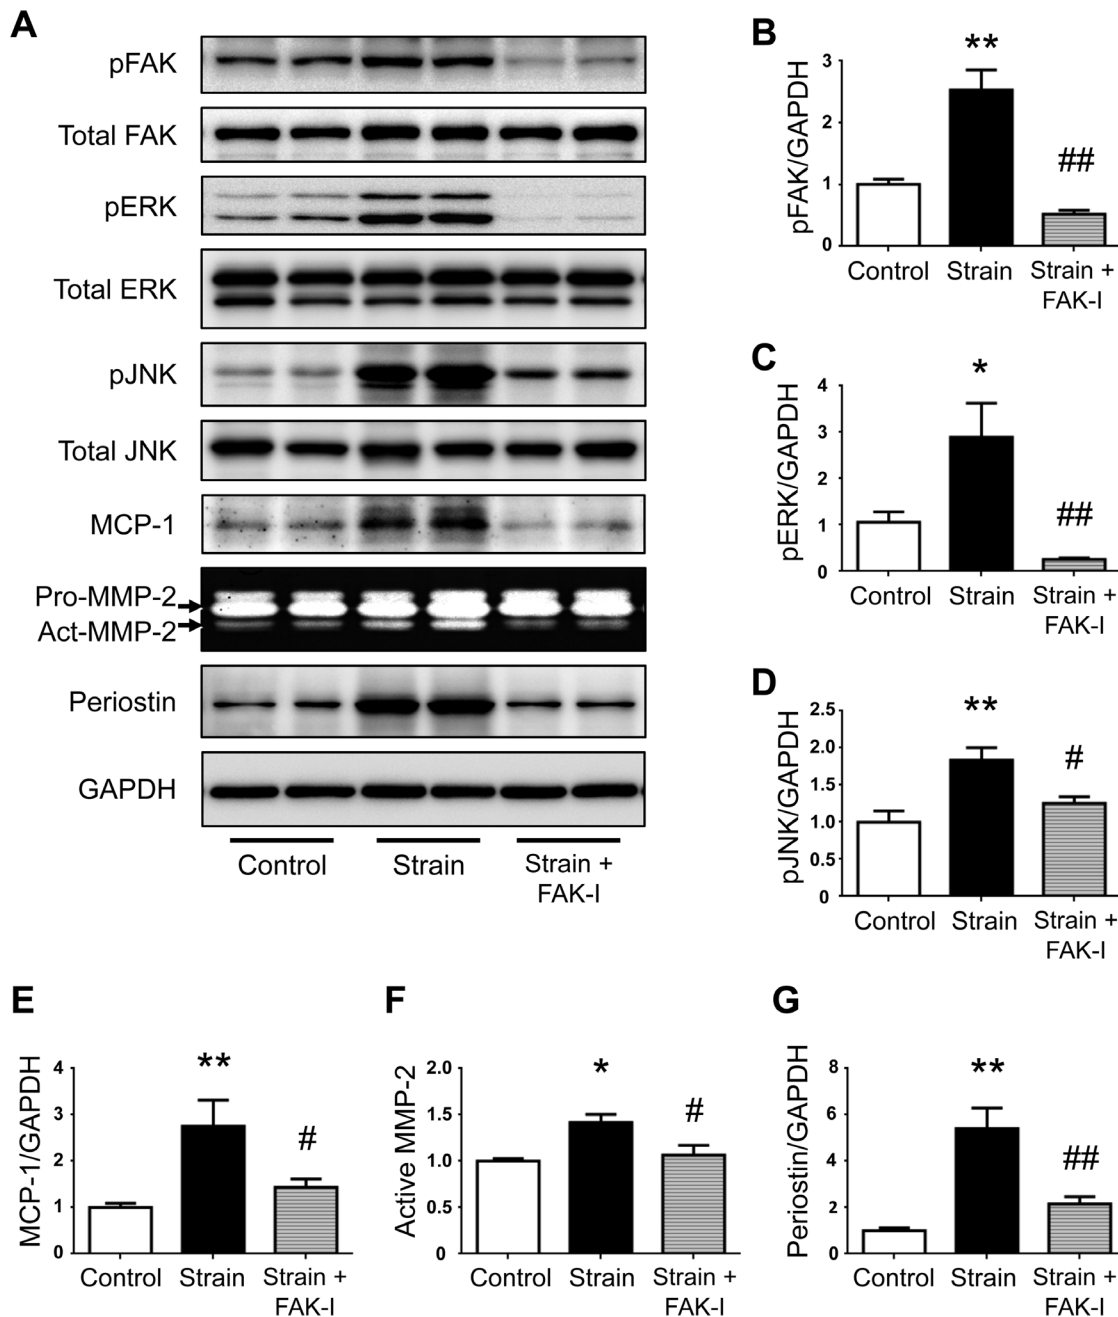 A
pFAK
Total FAK
pERK
Total ERK
pJNK
Total JNK
MCP-1
Pro-MMP-2
Act-MMP-2
Periostin
GAPDH
Control Strain Strain +
FAK-I
B
pFAK/GAPDH
3
2
1
0
**
##
Control Strain Strain +
FAK-I
C
pERK/GAPDH
4
3
2
1
0
*
##
Control Strain Strain +
FAK-I
D
pJNK/GAPDH
2.5
2.0
1.5
1.0
0.5
0
**
#
Control Strain Strain +
FAK-I
E
MCP-1/GAPDH
4
3
2
1
0
**
#
Control Strain Strain +
FAK-I
F
Active MMP-2
2.0
1.5
1.0
0.5
0
*
#
Control Strain Strain +
FAK-I
G
Periostin/GAPDH
8
6
4
2
0
**
##
Control Strain Strain +
FAK-I